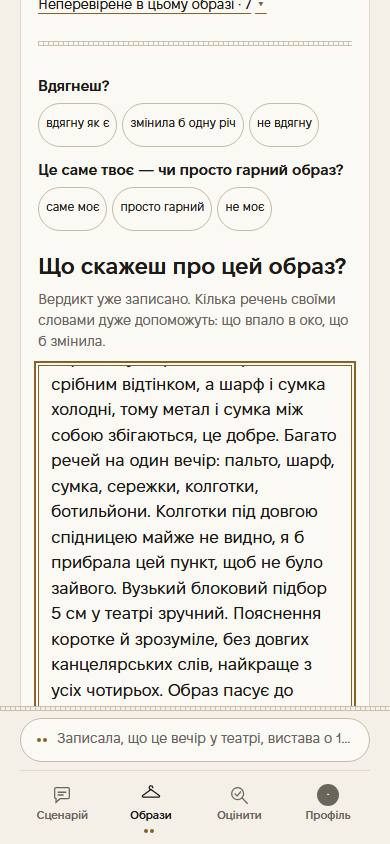 Неперевірене в цьому образі · 7
Вдягнеш?
вдягну як є
змінила б одну річ
не вдягну
Це саме твоє — чи просто гарний образ?
саме моє
просто гарний
не моє
Що скажеш про цей образ?
Вердикт уже записано. Кілька речень своїми
словами дуже допоможуть: що впало в око, що
б змінила.
срібним відтінком, а шарф і сумка
холодні, тому метал і сумка між
собою збігаються, це добре. Багато
речей на один вечір: пальто, шарф,
сумка, сережки, колготки,
ботильйони. Колготки під довгою
спідницею майже не видно, я б
прибрала цей пункт, щоб не було
зайвого. Вузький блоковий підбор
5 см у театрі зручний. Пояснення
коротке й зрозуміле, без довгих
канцелярських слів, найкраще з
усіх чотирьох. Образ пасує до
Записала, що це вечір у театрі, вистава о 1...
Сценарій
Образи
Оцінити
Профіль